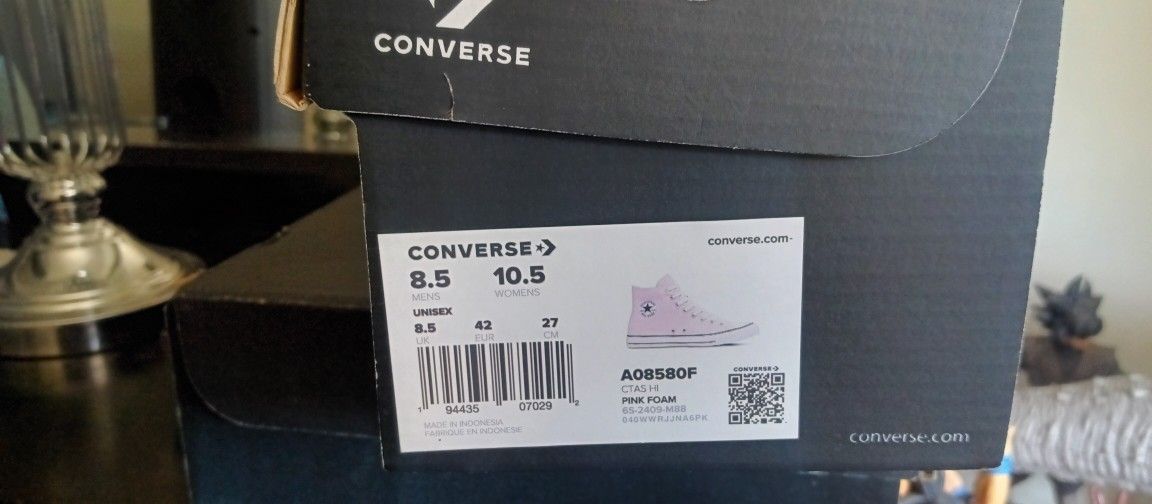 CONVERSE
CONVERSE
converse.com-
8.5 10.5
MENS WOMENS
UNISEX
8.5 42 27
UK EUR CM
1 94435 07029 2
MADE IN INDONESIA
FABRIQUE EN INDONESIE
A08580F
CTAS HI
PINK FOAM
6S-2409-M88
040WWRJJNA6PK
CONVERSE
converse.com